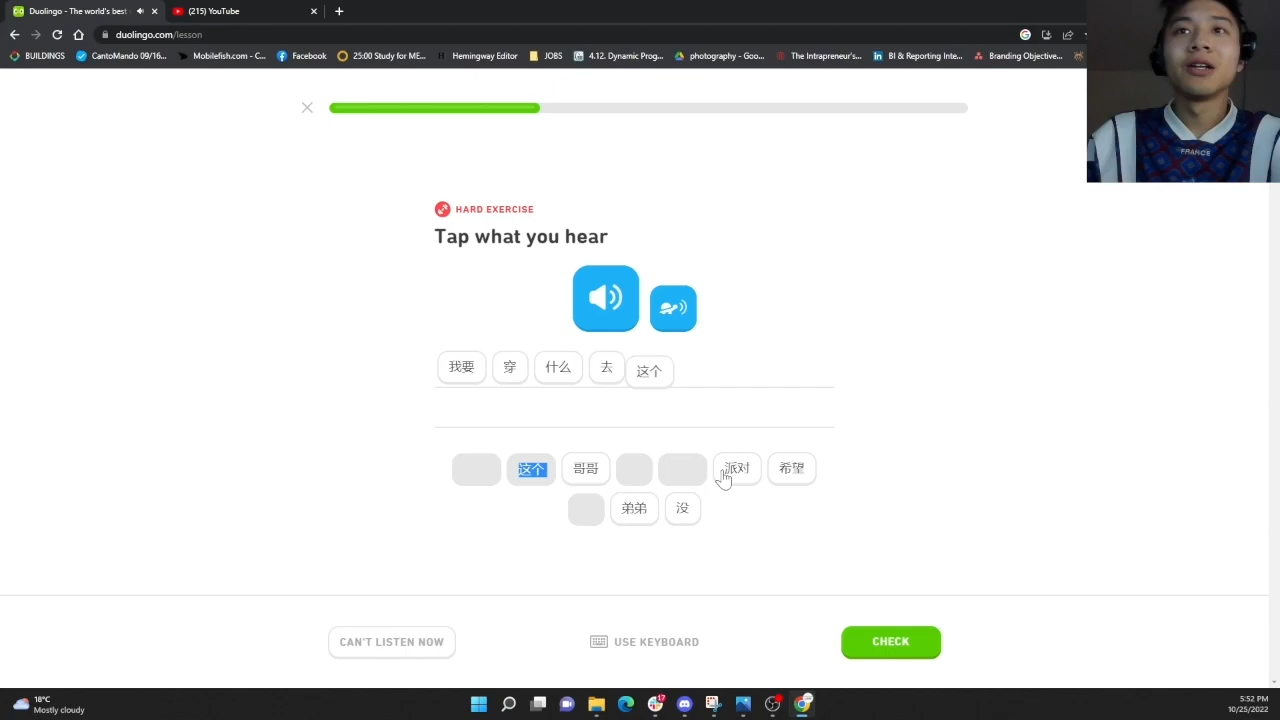 Duolingo - The world's best
(215) YouTube
duolingo.com/lesson
BUILDINGS
CantoMando 09/16...
Mobilefish.com - C...
Facebook
25:00 Study for ME...
H Hemingway Editor
JOBS
4.12. Dynamic Prog...
photography - Goo...
The Intrapreneur's...
BI & Reporting Inte...
Branding Objective...
FRANCE
HARD EXERCISE
Tap what you hear
我要 穿 什么 去 这个
这个 哥哥 派对 希望
弟弟 没
CAN'T LISTEN NOW
USE KEYBOARD
CHECK
18°C
Mostly cloudy
17
5:52 PM
10/25/2022